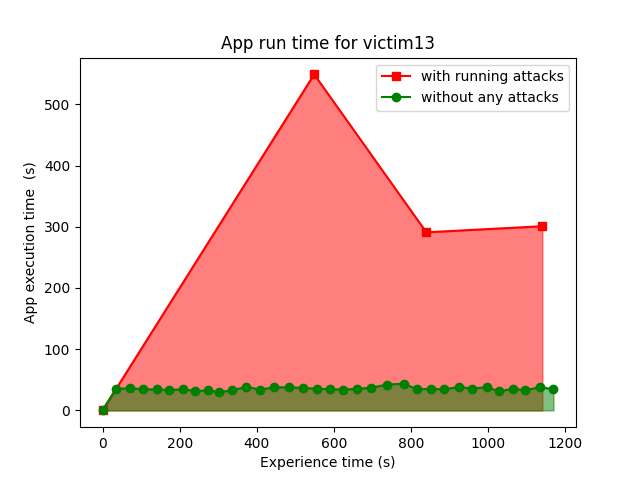 App run time for victim13
with running attacks
without any attacks
App execution time (s)
500
400
300
200
100
0
0 200 400 600 800 1000 1200
Experience time (s)